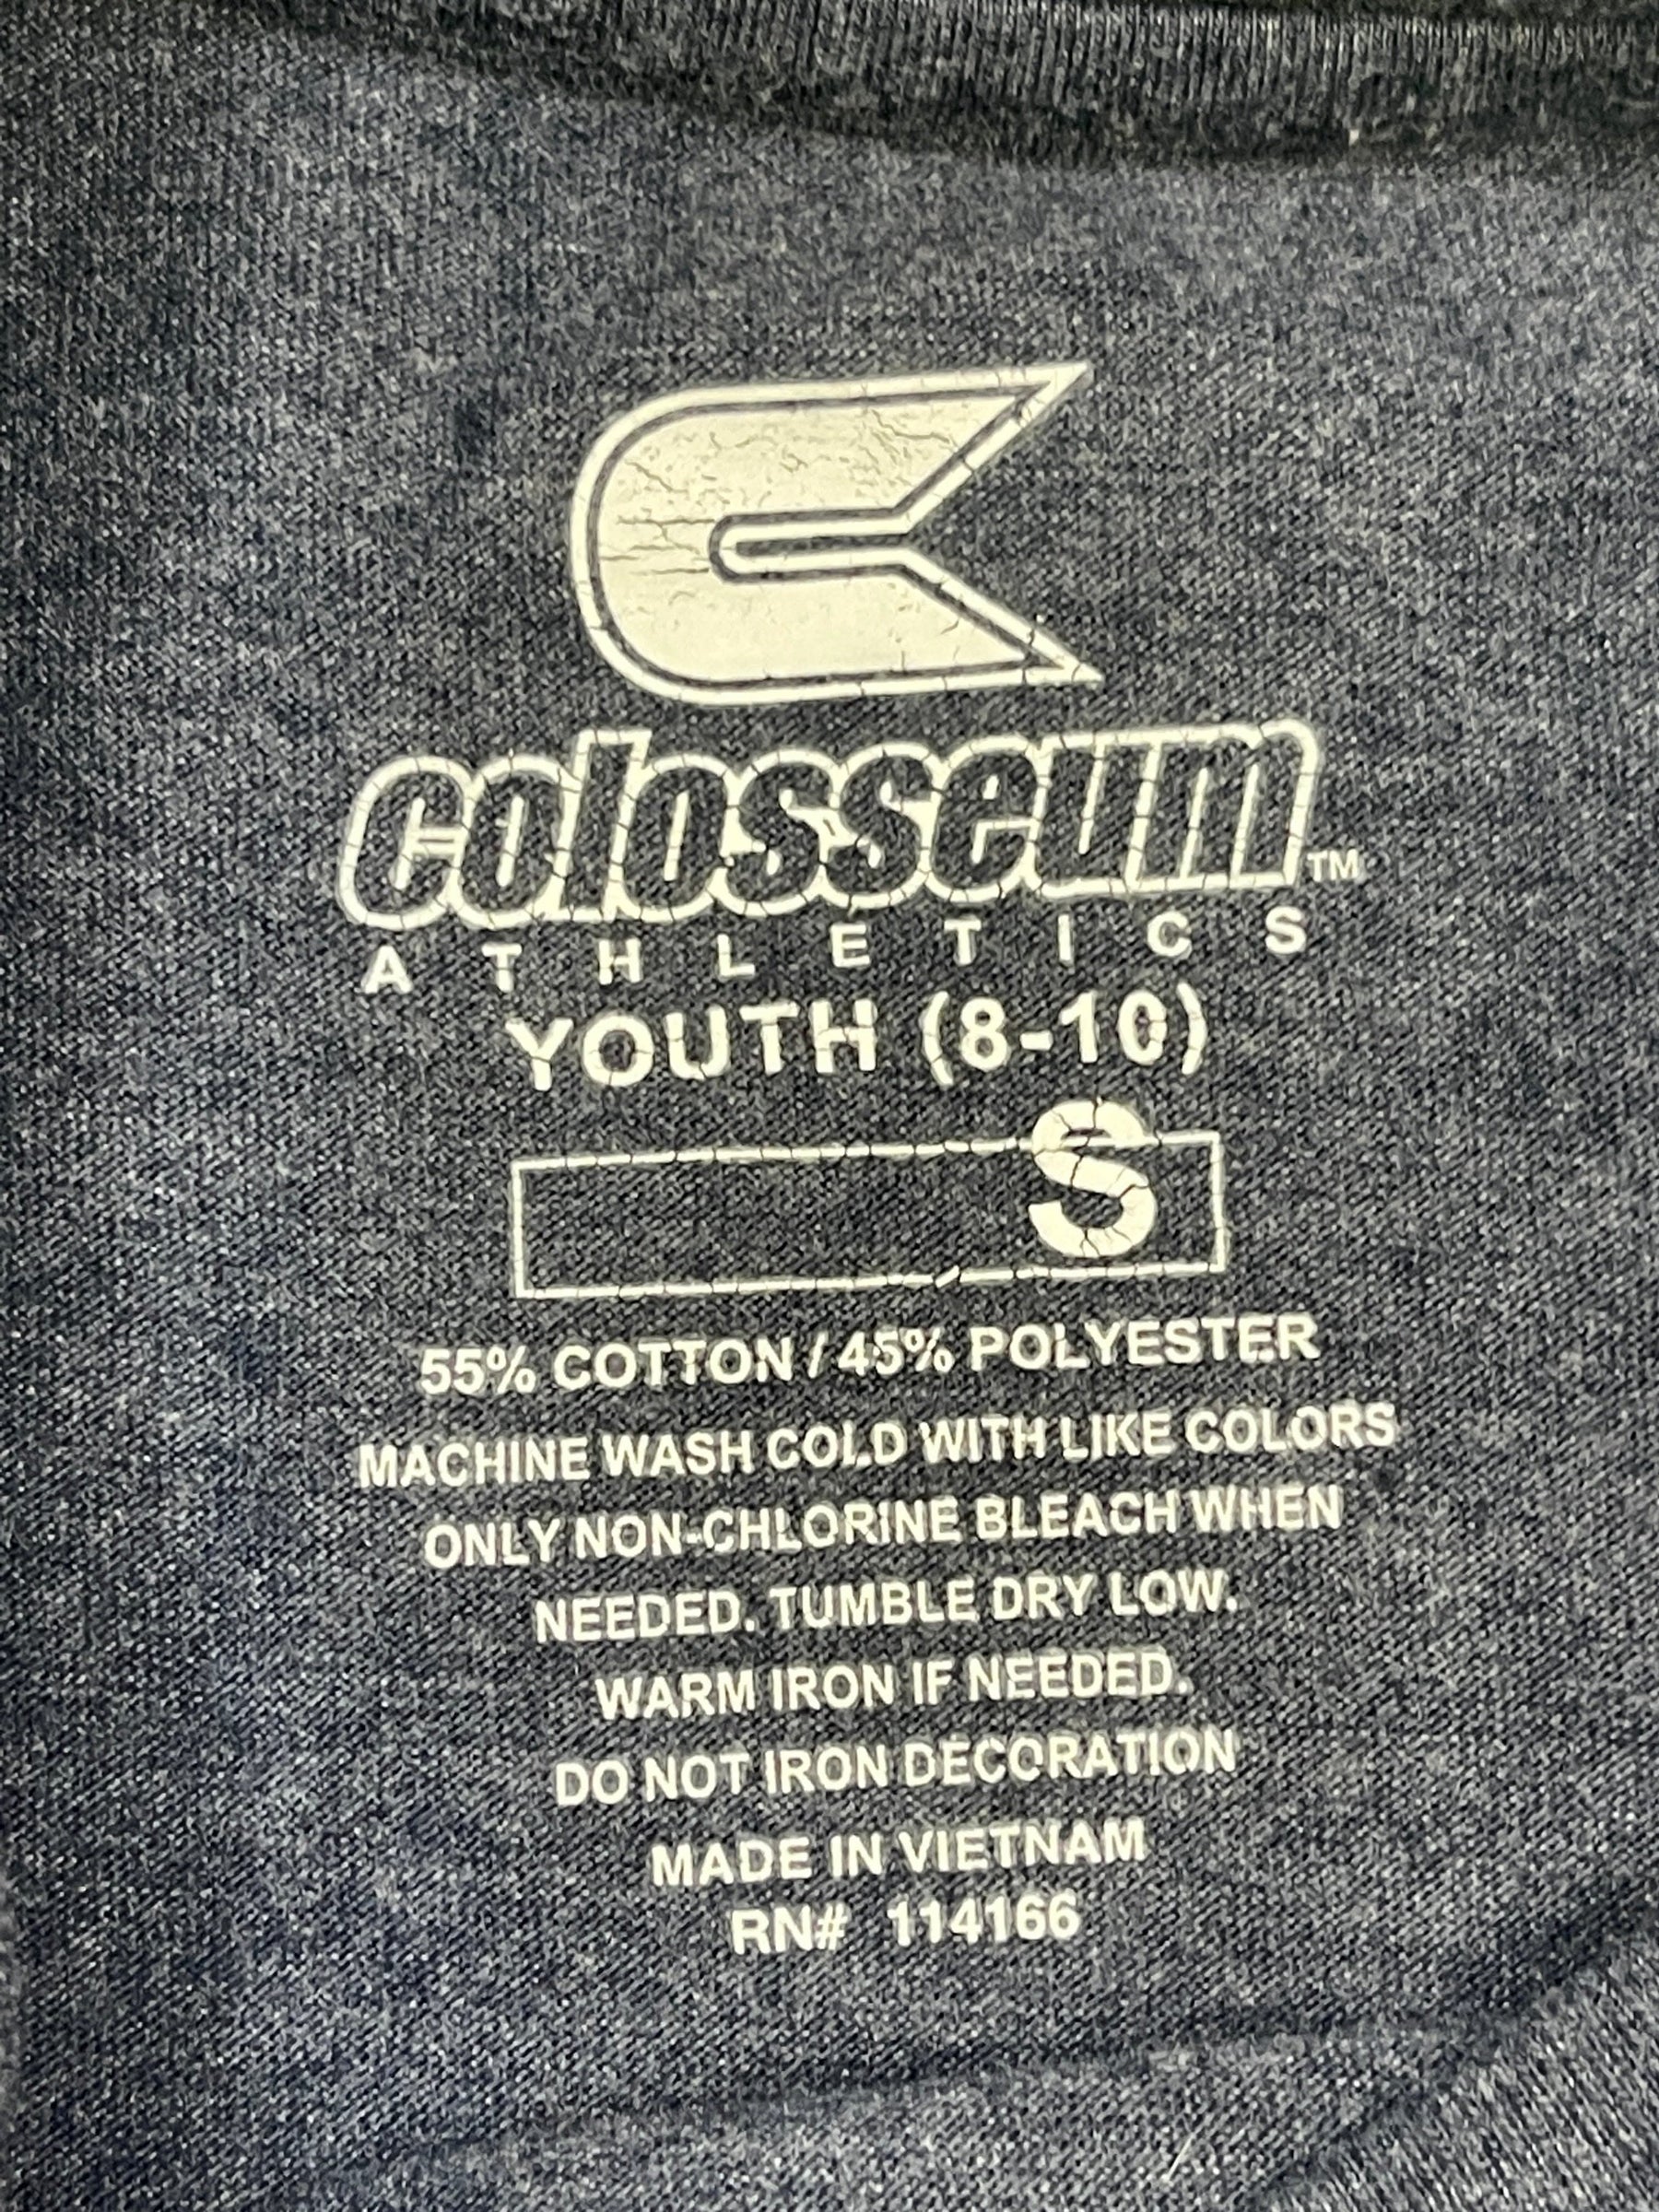 colosseum™
ATHLETICS
YOUTH (8-10)
S
55% COTTON / 45% POLYESTER
MACHINE WASH COLD WITH LIKE COLORS
ONLY NON-CHLORINE BLEACH WHEN
NEEDED. TUMBLE DRY LOW.
WARM IRON IF NEEDED.
DO NOT IRON DECORATION
MADE IN VIETNAM
RN# 114166